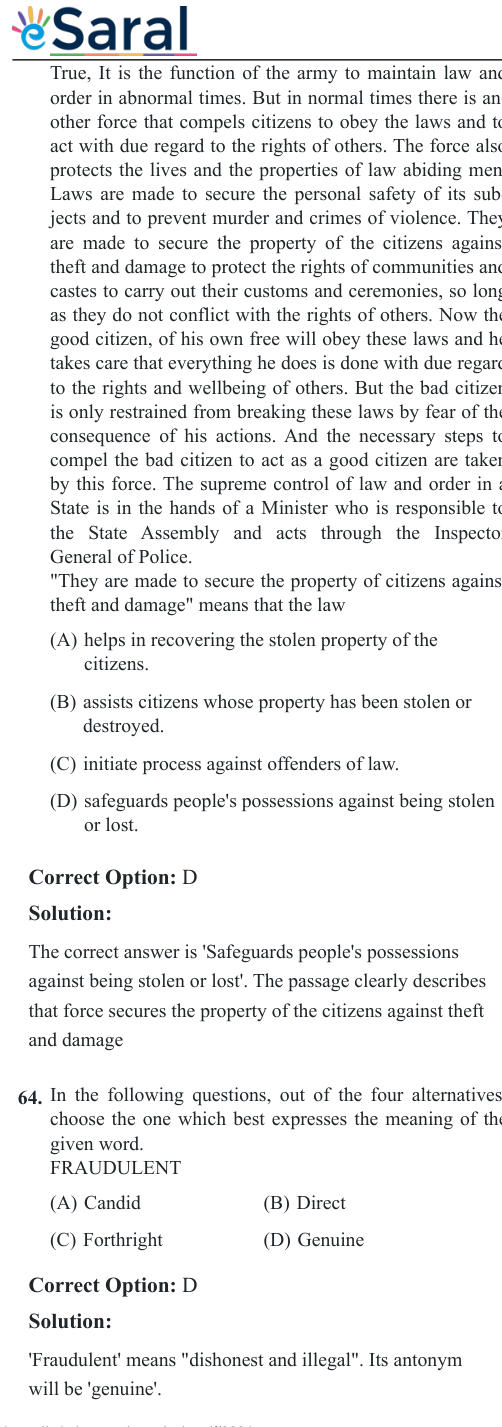 eSaral
True, It is the function of the army to maintain law and
order in abnormal times. But in normal times there is an
other force that compels citizens to obey the laws and to
act with due regard to the rights of others. The force also
protects the lives and the properties of law abiding men
Laws are made to secure the personal safety of its sub
jects and to prevent murder and crimes of violence. They
are made to secure the property of the citizens agains
theft and damage to protect the rights of communities and
castes to carry out their customs and ceremonies, so long
as they do not conflict with the rights of others. Now the
good citizen, of his own free will obey these laws and he
takes care that everything he does is done with due regard
to the rights and wellbeing of others. But the bad citizen
is only restrained from breaking these laws by fear of the
consequence of his actions. And the necessary steps to
compel the bad citizen to act as a good citizen are taken
by this force. The supreme control of law and order in a
State is in the hands of a Minister who is responsible to
the State Assembly and acts through the Inspector
General of Police.
"They are made to secure the property of citizens agains
theft and damage" means that the law
(A) helps in recovering the stolen property of the
citizens.
(B) assists citizens whose property has been stolen or
destroyed.
(C) initiate process against offenders of law.
(D) safeguards people's possessions against being stolen
or lost.
Correct Option: D
Solution:
The correct answer is 'Safeguards people's possessions
against being stolen or lost'. The passage clearly describes
that force secures the property of the citizens against theft
and damage
64. In the following questions, out of the four alternatives
choose the one which best expresses the meaning of the
given word.
FRAUDULENT
(A) Candid (B) Direct
(C) Forthright (D) Genuine
Correct Option: D
Solution:
'Fraudulent' means "dishonest and illegal". Its antonym
will be 'genuine'.